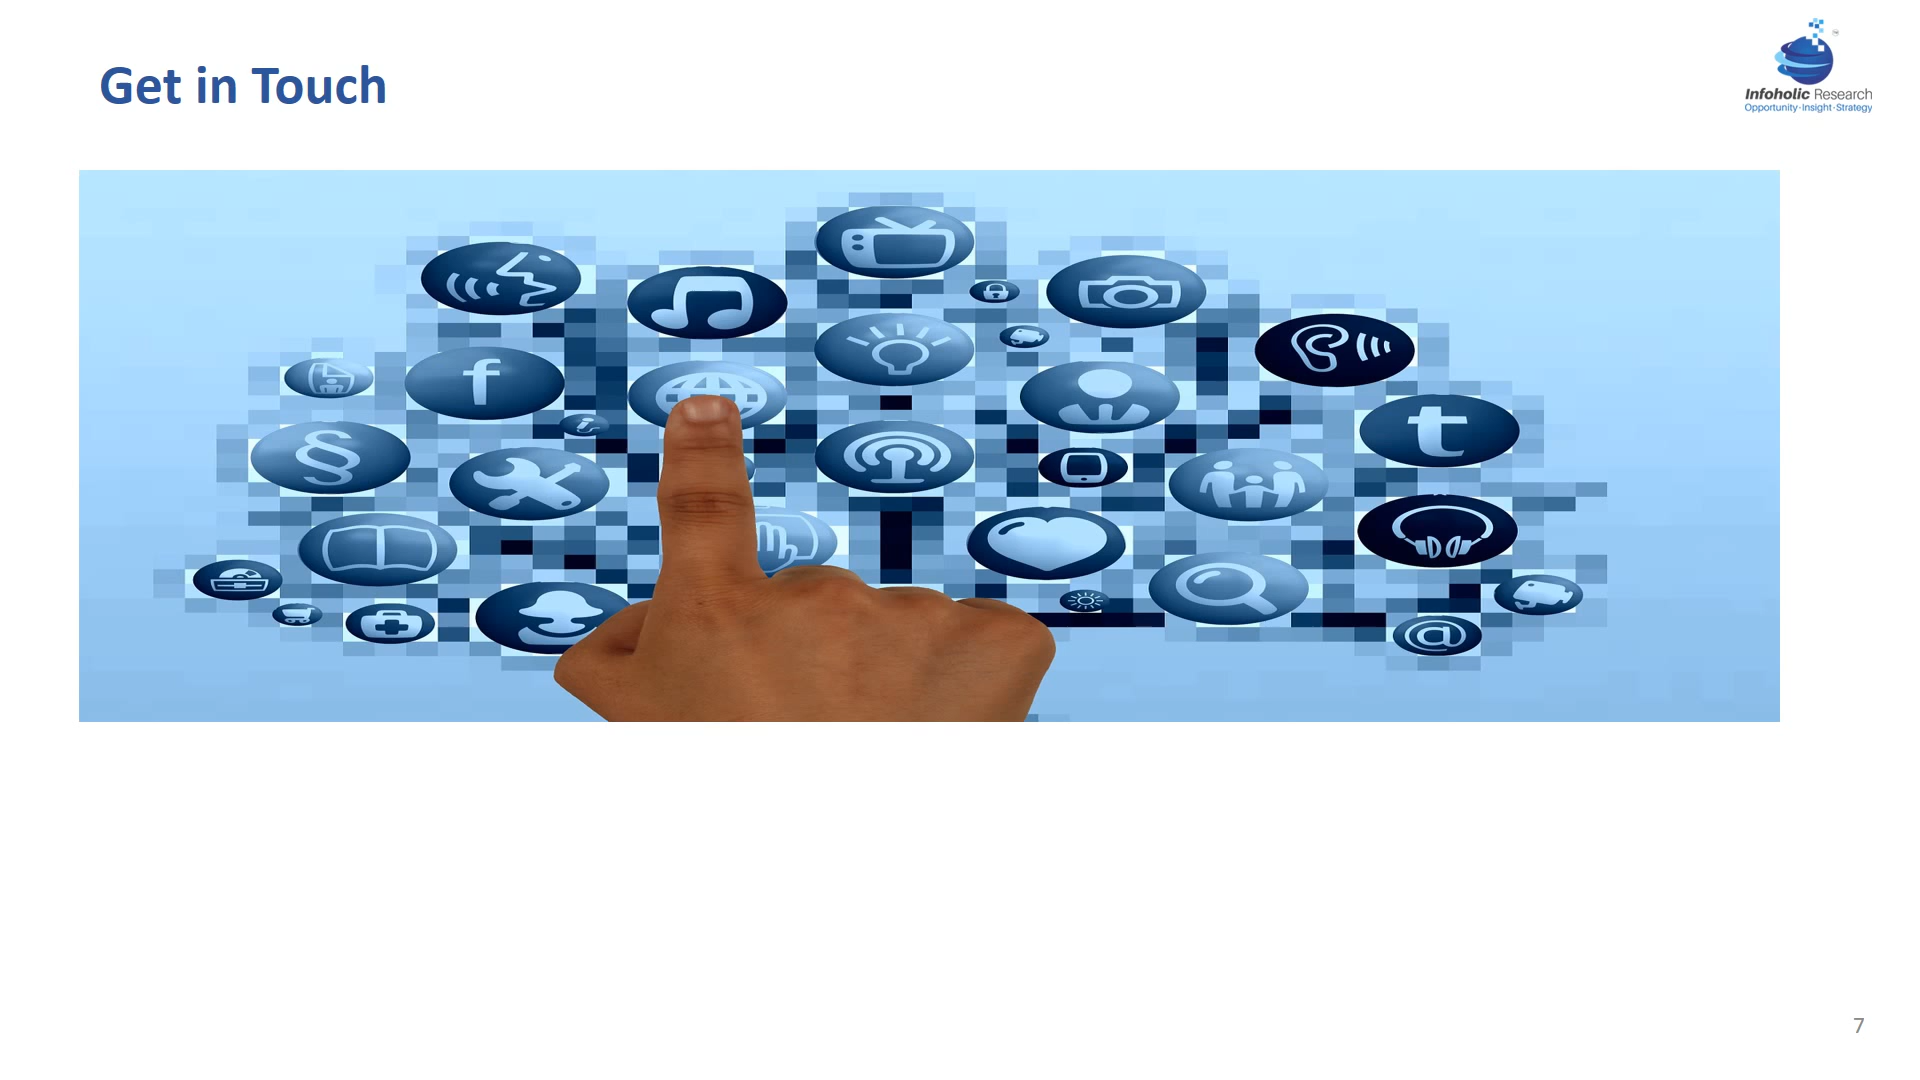 Get in Touch
Infoholic Research
Opportunity·Insight·Strategy
f
§
t
@
7